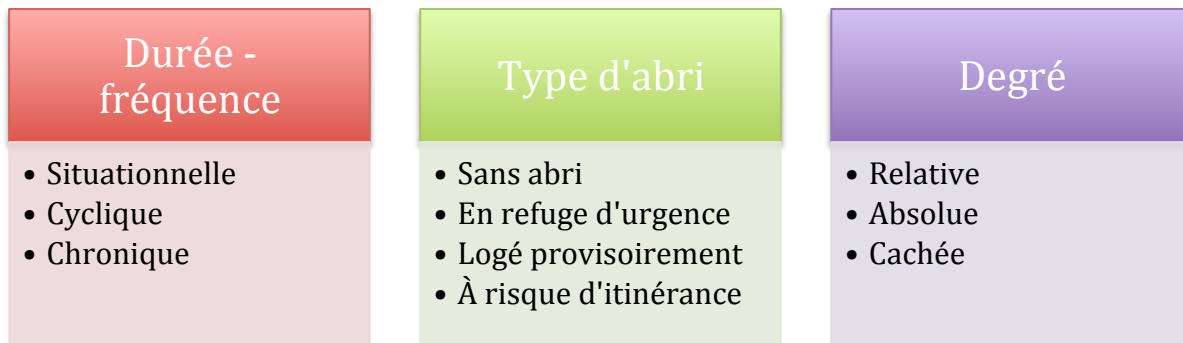 Durée -
fréquence
• Situationnelle
• Cyclique
• Chronique
Type d'abri
• Sans abri
• En refuge d'urgence
• Logé provisoirement
• À risque d'itinérance
Degré
• Relative
• Absolue
• Cachée